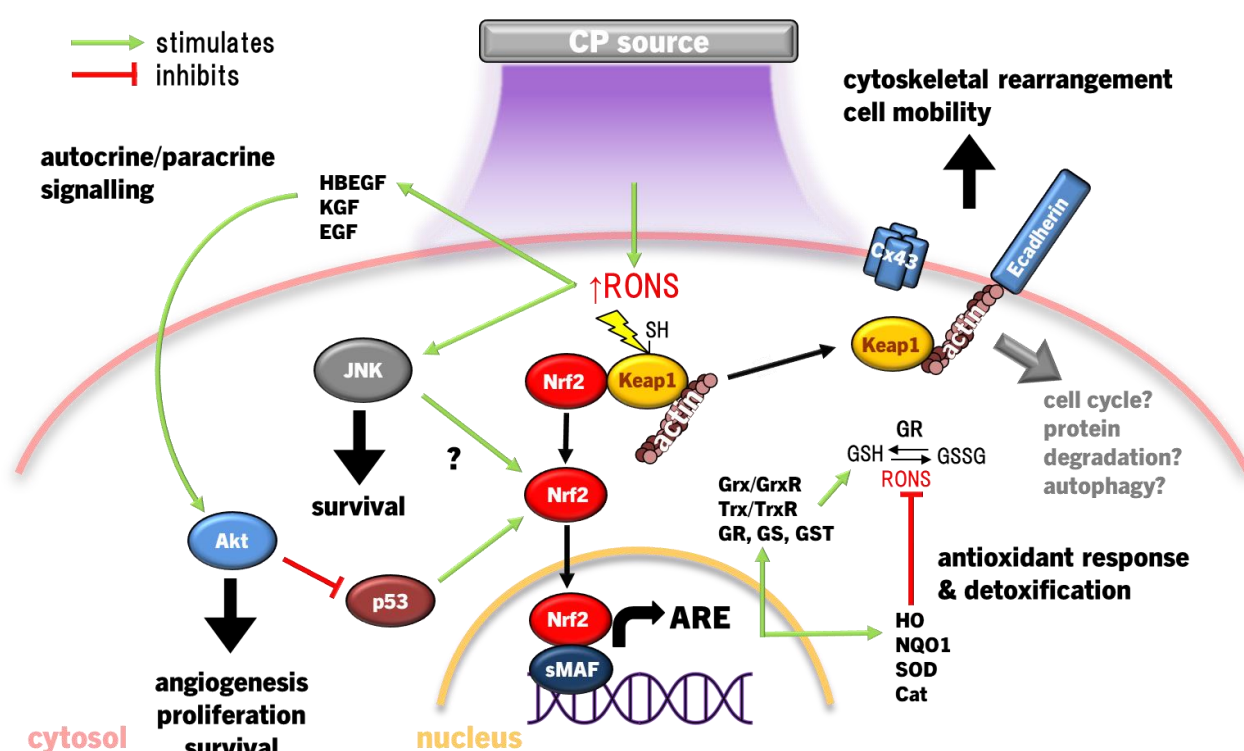 stimulates
inhibits
CP source
cytoskeletal rearrangement
cell mobility
autocrine/paracrine
signalling
HBEGF
KGF
EGF
Cx43
Ecadherin
↑RONS
SH
JNK
Nrf2
Keap1
actin
Keap1
actin
cell cycle?
protein
degradation?
autophagy?
?
survival
Nrf2
GR
GSH
GSSG
RONS
Grx/GrxR
Trx/TrxR
GR, GS, GST
Akt
p53
antioxidant response
& detoxification
Nrf2
sMAF
ARE
HO
NQO1
SOD
Cat
angiogenesis
proliferation
survival
cytosol
nucleus